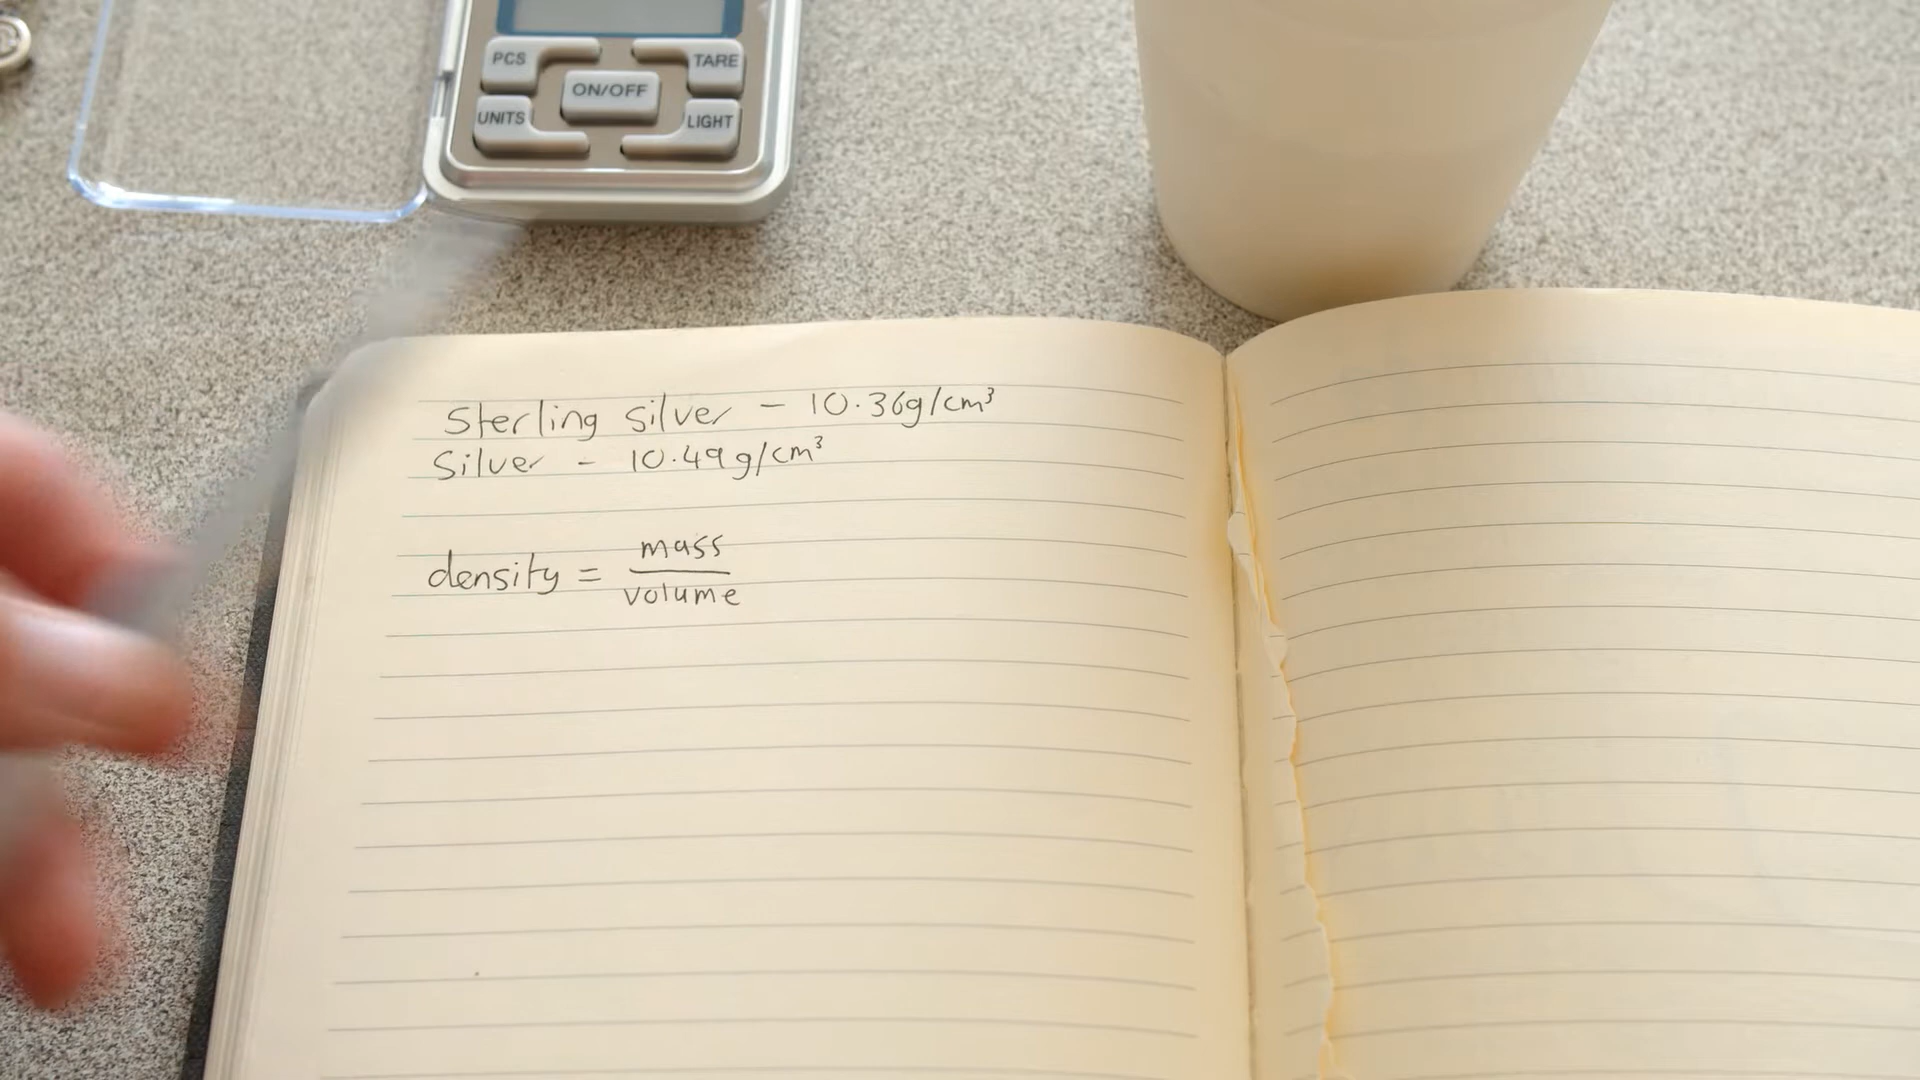 PCS
TARE
ON/OFF
UNITS
LIGHT
Sterling silver - 10.36g/cm³
Silver - 10.49g/cm³
density = mass
volume